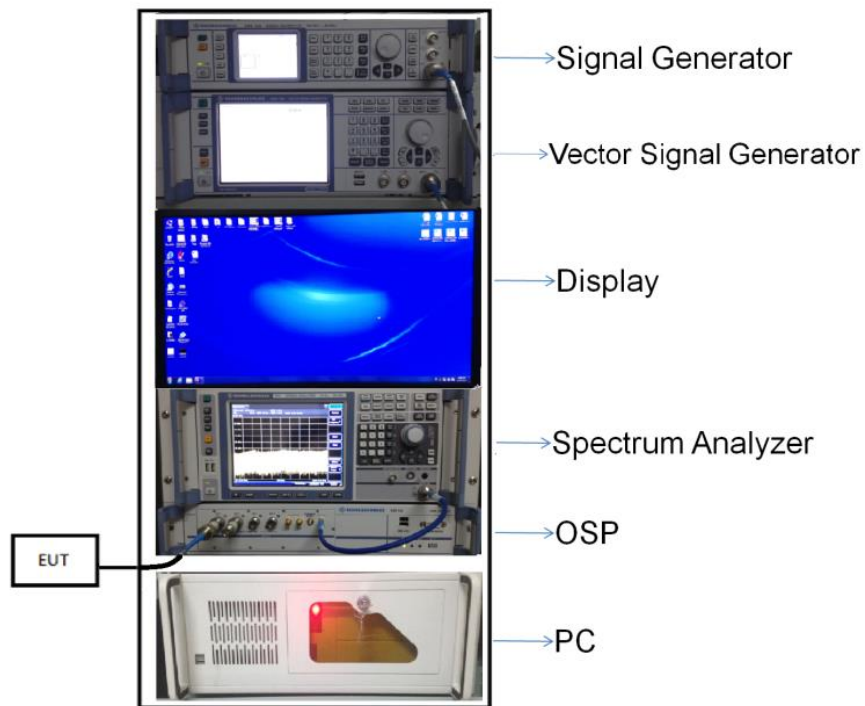 Signal Generator
Vector Signal Generator
Display
Spectrum Analyzer
OSP
EUT
PC